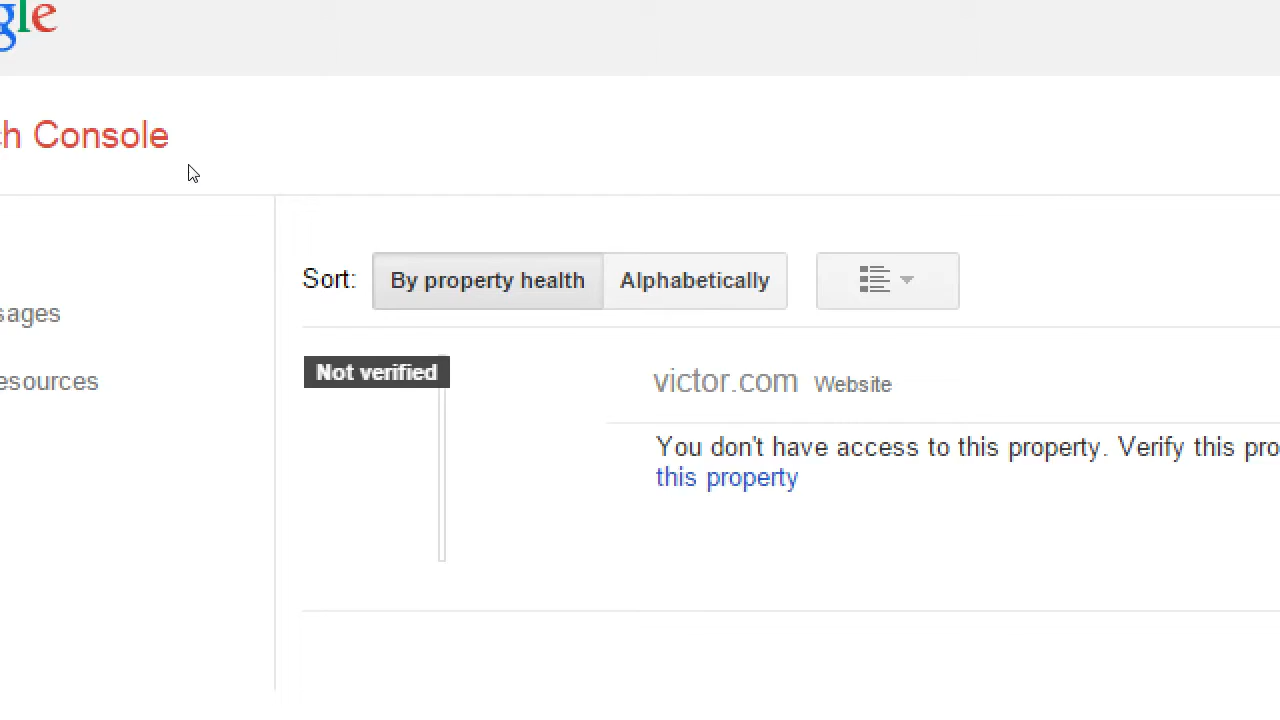 gle
h Console
Sort: By property health Alphabetically
sages
Not verified
victor.com Website
esources
You don't have access to this property. Verify this pro
this property